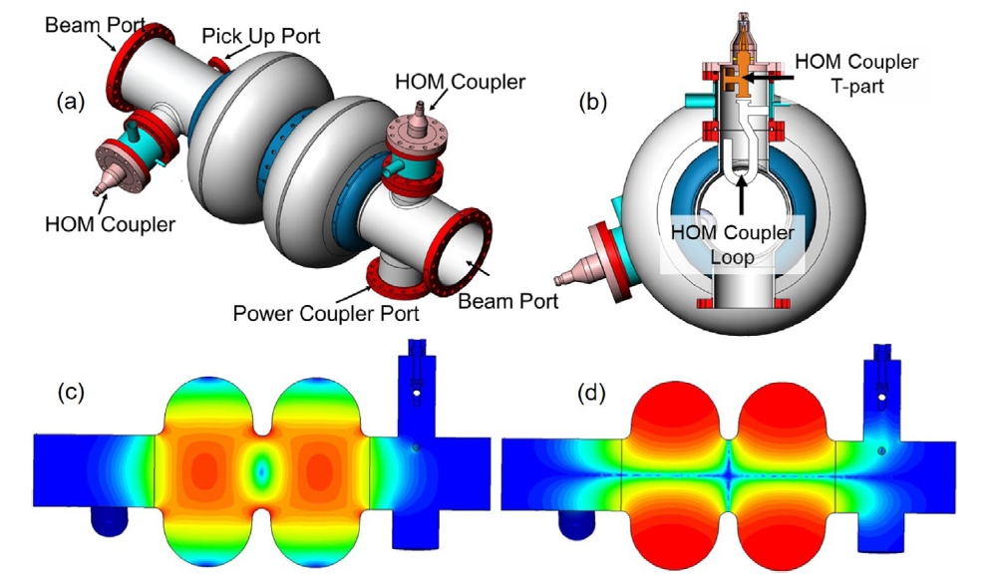 Beam Port
Pick Up Port
HOM Coupler
(a)
HOM Coupler
Power Coupler Port
Beam Port
(b)
HOM Coupler
T-part
HOM Coupler
Loop
(c)
(d)